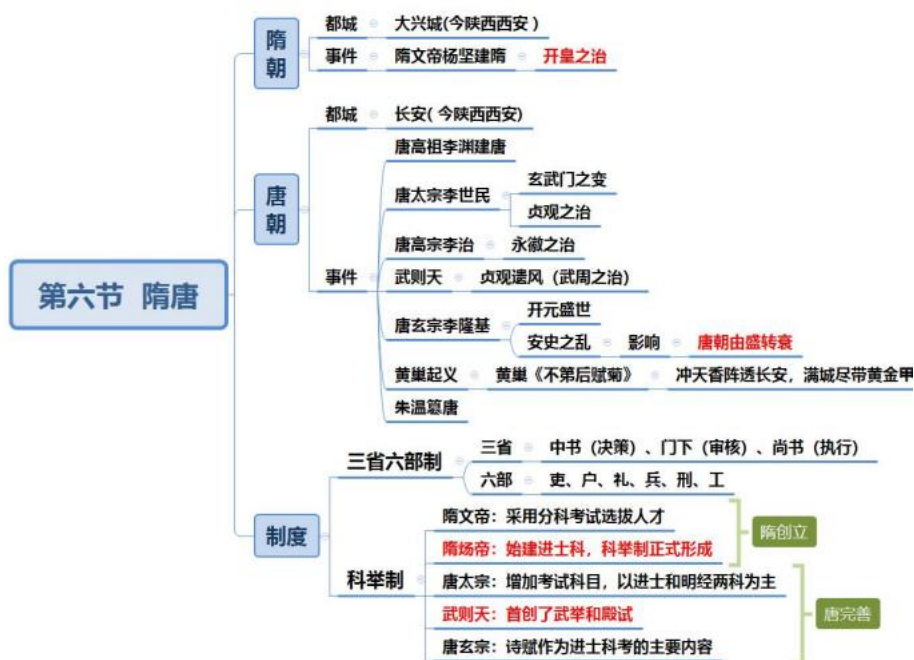 第六节 隋唐
隋朝
都城 大兴城(今陕西西安 )
事件 隋文帝杨坚建隋 开皇之治
唐朝
都城 长安( 今陕西西安)
事件
唐高祖李渊建唐
唐太宗李世民
玄武门之变
贞观之治
唐高宗李治 永徽之治
武则天 贞观遗风（武周之治）
唐玄宗李隆基
开元盛世
安史之乱 影响 唐朝由盛转衰
黄巢起义 黄巢《不第后赋菊》 冲天香阵透长安，满城尽带黄金甲
朱温篡唐
制度
三省六部制
三省 中书（决策）、门下（审核）、尚书（执行）
六部 吏、户、礼、兵、刑、工
科举制
隋文帝：采用分科考试选拔人才
隋炀帝：始建进士科，科举制正式形成
隋创立
唐太宗：增加考试科目，以进士和明经两科为主
武则天：首创了武举和殿试
唐玄宗：诗赋作为进士科考的主要内容
唐完善